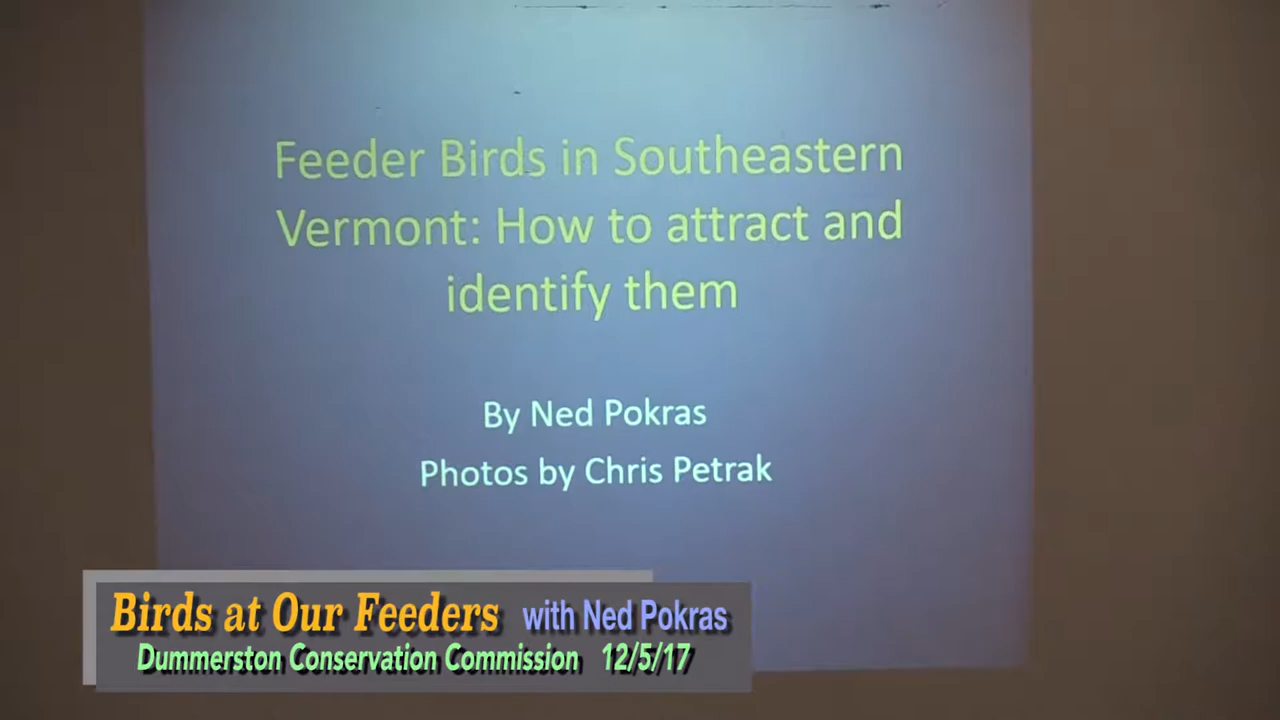 Feeder Birds in Southeastern
Vermont: How to attract and
identify them
By Ned Pokras
Photos by Chris Petrak
Birds at Our Feeders with Ned Pokras
Dummerston Conservation Commission 12/5/17